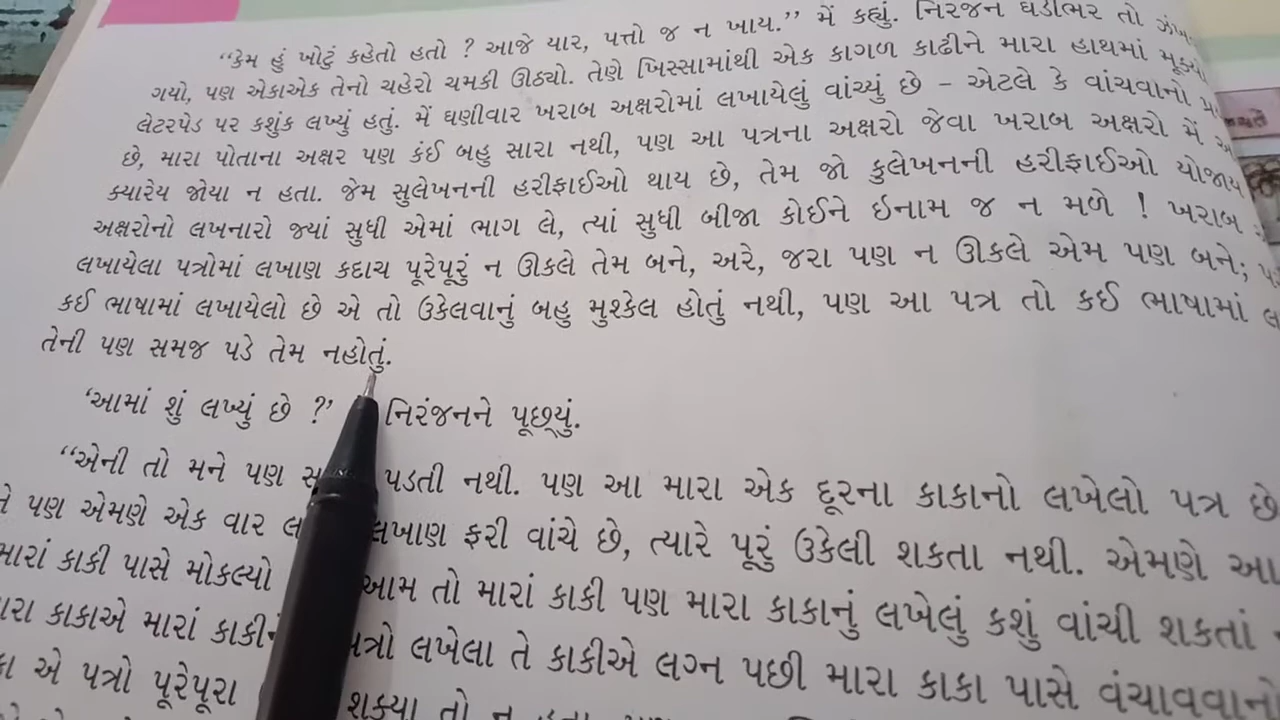 “કેમ હું ખોટું કહેતો હતો ? આજે યાર, પત્તો જ ન ખાય.” મેં કહ્યું. નિરજન ઘડીભર તો
ગયો, પણ એકાએક તેનો ચહેરો ચમકી ઊઠ્યો. તેણે ખિસ્સામાંથી એક કાગળ કાઢીને મારા હાથમાં મૂક્યો
લેટરપેડ પર કશુંક લખ્યું હતું. મેં ઘણીવાર ખરાબ અક્ષરોમાં લખાયેલું વાંચ્યું છે – એટલે કે વાંચવાનો
છે, મારા પોતાના અક્ષર પણ કંઈ બહુ સારા નથી, પણ આ પત્રના અક્ષરો જેવા ખરાબ અક્ષરો મેં
ક્યારેય જોયા ન હતા. જેમ સુલેખનની હરીફાઈઓ થાય છે, તેમ જો કુલેખનની હરીફાઈઓ યોજાય
અક્ષરોનો લખનારો જ્યાં સુધી એમાં ભાગ લે, ત્યાં સુધી બીજા કોઈને ઈનામ જ ન મળે ! ખરાબ
લખાયેલા પત્રોમાં લખાણ કદાચ પૂરેપૂરું ન ઊકલે તેમ બને, અરે, જરા પણ ન ઊકલે એમ પણ બને;
કઈ ભાષામાં લખાયેલો છે એ તો ઉકેલવાનું બહુ મુશ્કેલ હોતું નથી, પણ આ પત્ર તો કઈ ભાષામાં
તેની પણ સમજ પડે તેમ નહોતું.
‘આમાં શું લખ્યું છે ?’ નિરંજનને પૂછ્યું.
“એની તો મને પણ પડતી નથી. પણ આ મારા એક દૂરના કાકાનો લખેલો પત્ર છે
પણ એમણે એક વાર લખાણ ફરી વાંચે છે, ત્યારે પૂરું ઉકેલી શકતા નથી. એમણે આ
મારાં કાકી પાસે મોકલ્યો આમ તો મારાં કાકી પણ મારા કાકાનું લખેલું કશું વાંચી શકતાં
કાકાએ મારાં કાકીને પત્રો લખેલા તે કાકીએ લગ્ન પછી મારા કાકા પાસે વંચાવવાનો
એ પત્રો પૂરેપૂરા શક્યા તો ન હતા